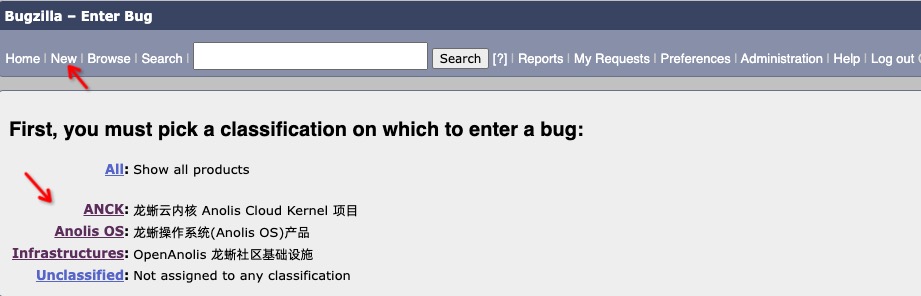 Bugzilla – Enter Bug
Home | New | Browse | Search | Search [?] | Reports | My Requests | Preferences | Administration | Help | Log out
First, you must pick a classification on which to enter a bug:
All: Show all products
ANCK: 龙蜥云内核 Anolis Cloud Kernel 项目
Anolis OS: 龙蜥操作系统(Anolis OS)产品
Infrastructures: OpenAnolis 龙蜥社区基础设施
Unclassified: Not assigned to any classification